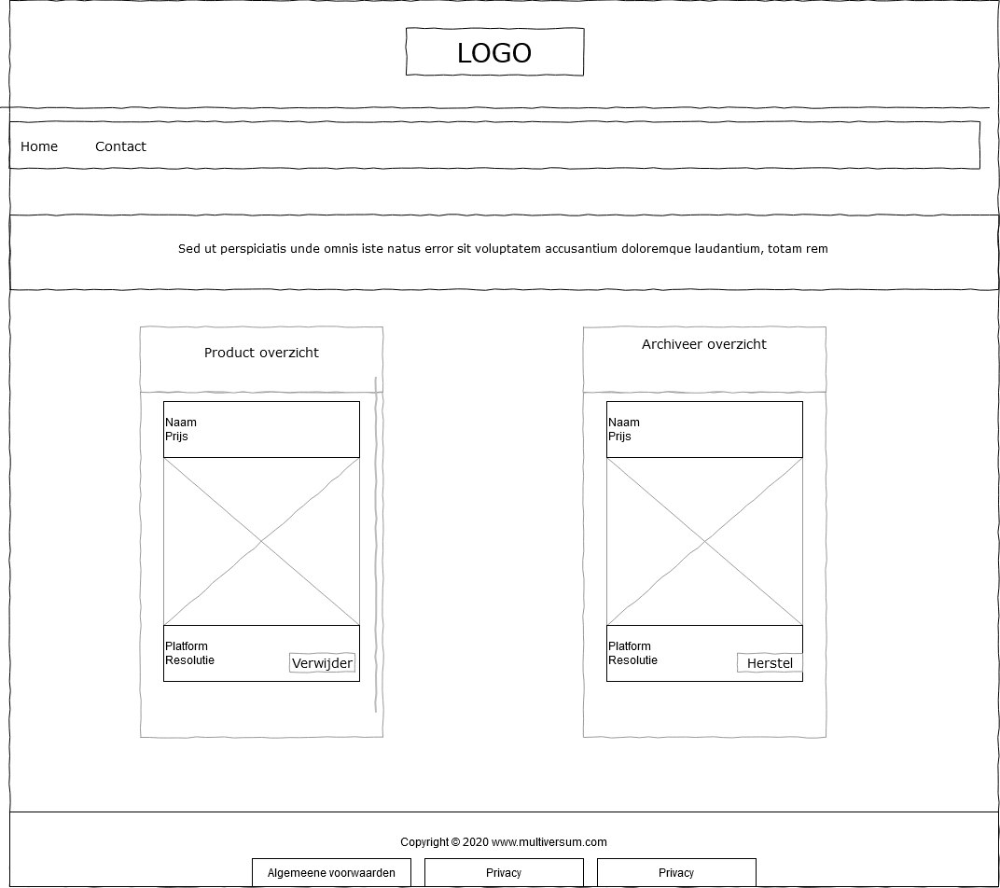 LOGO
Home
Contact
Sed ut perspiciatis unde omnis iste natus error sit voluptatem accusantium doloremque laudantium, totam rem
Product overzicht
Naam
Prijs
Platform
Resolutie
Verwijder
Archiveer overzicht
Naam
Prijs
Platform
Resolutie
Herstel
Copyright © 2020 www.multiversum.com
Algemeene voorwaarden
Privacy
Privacy